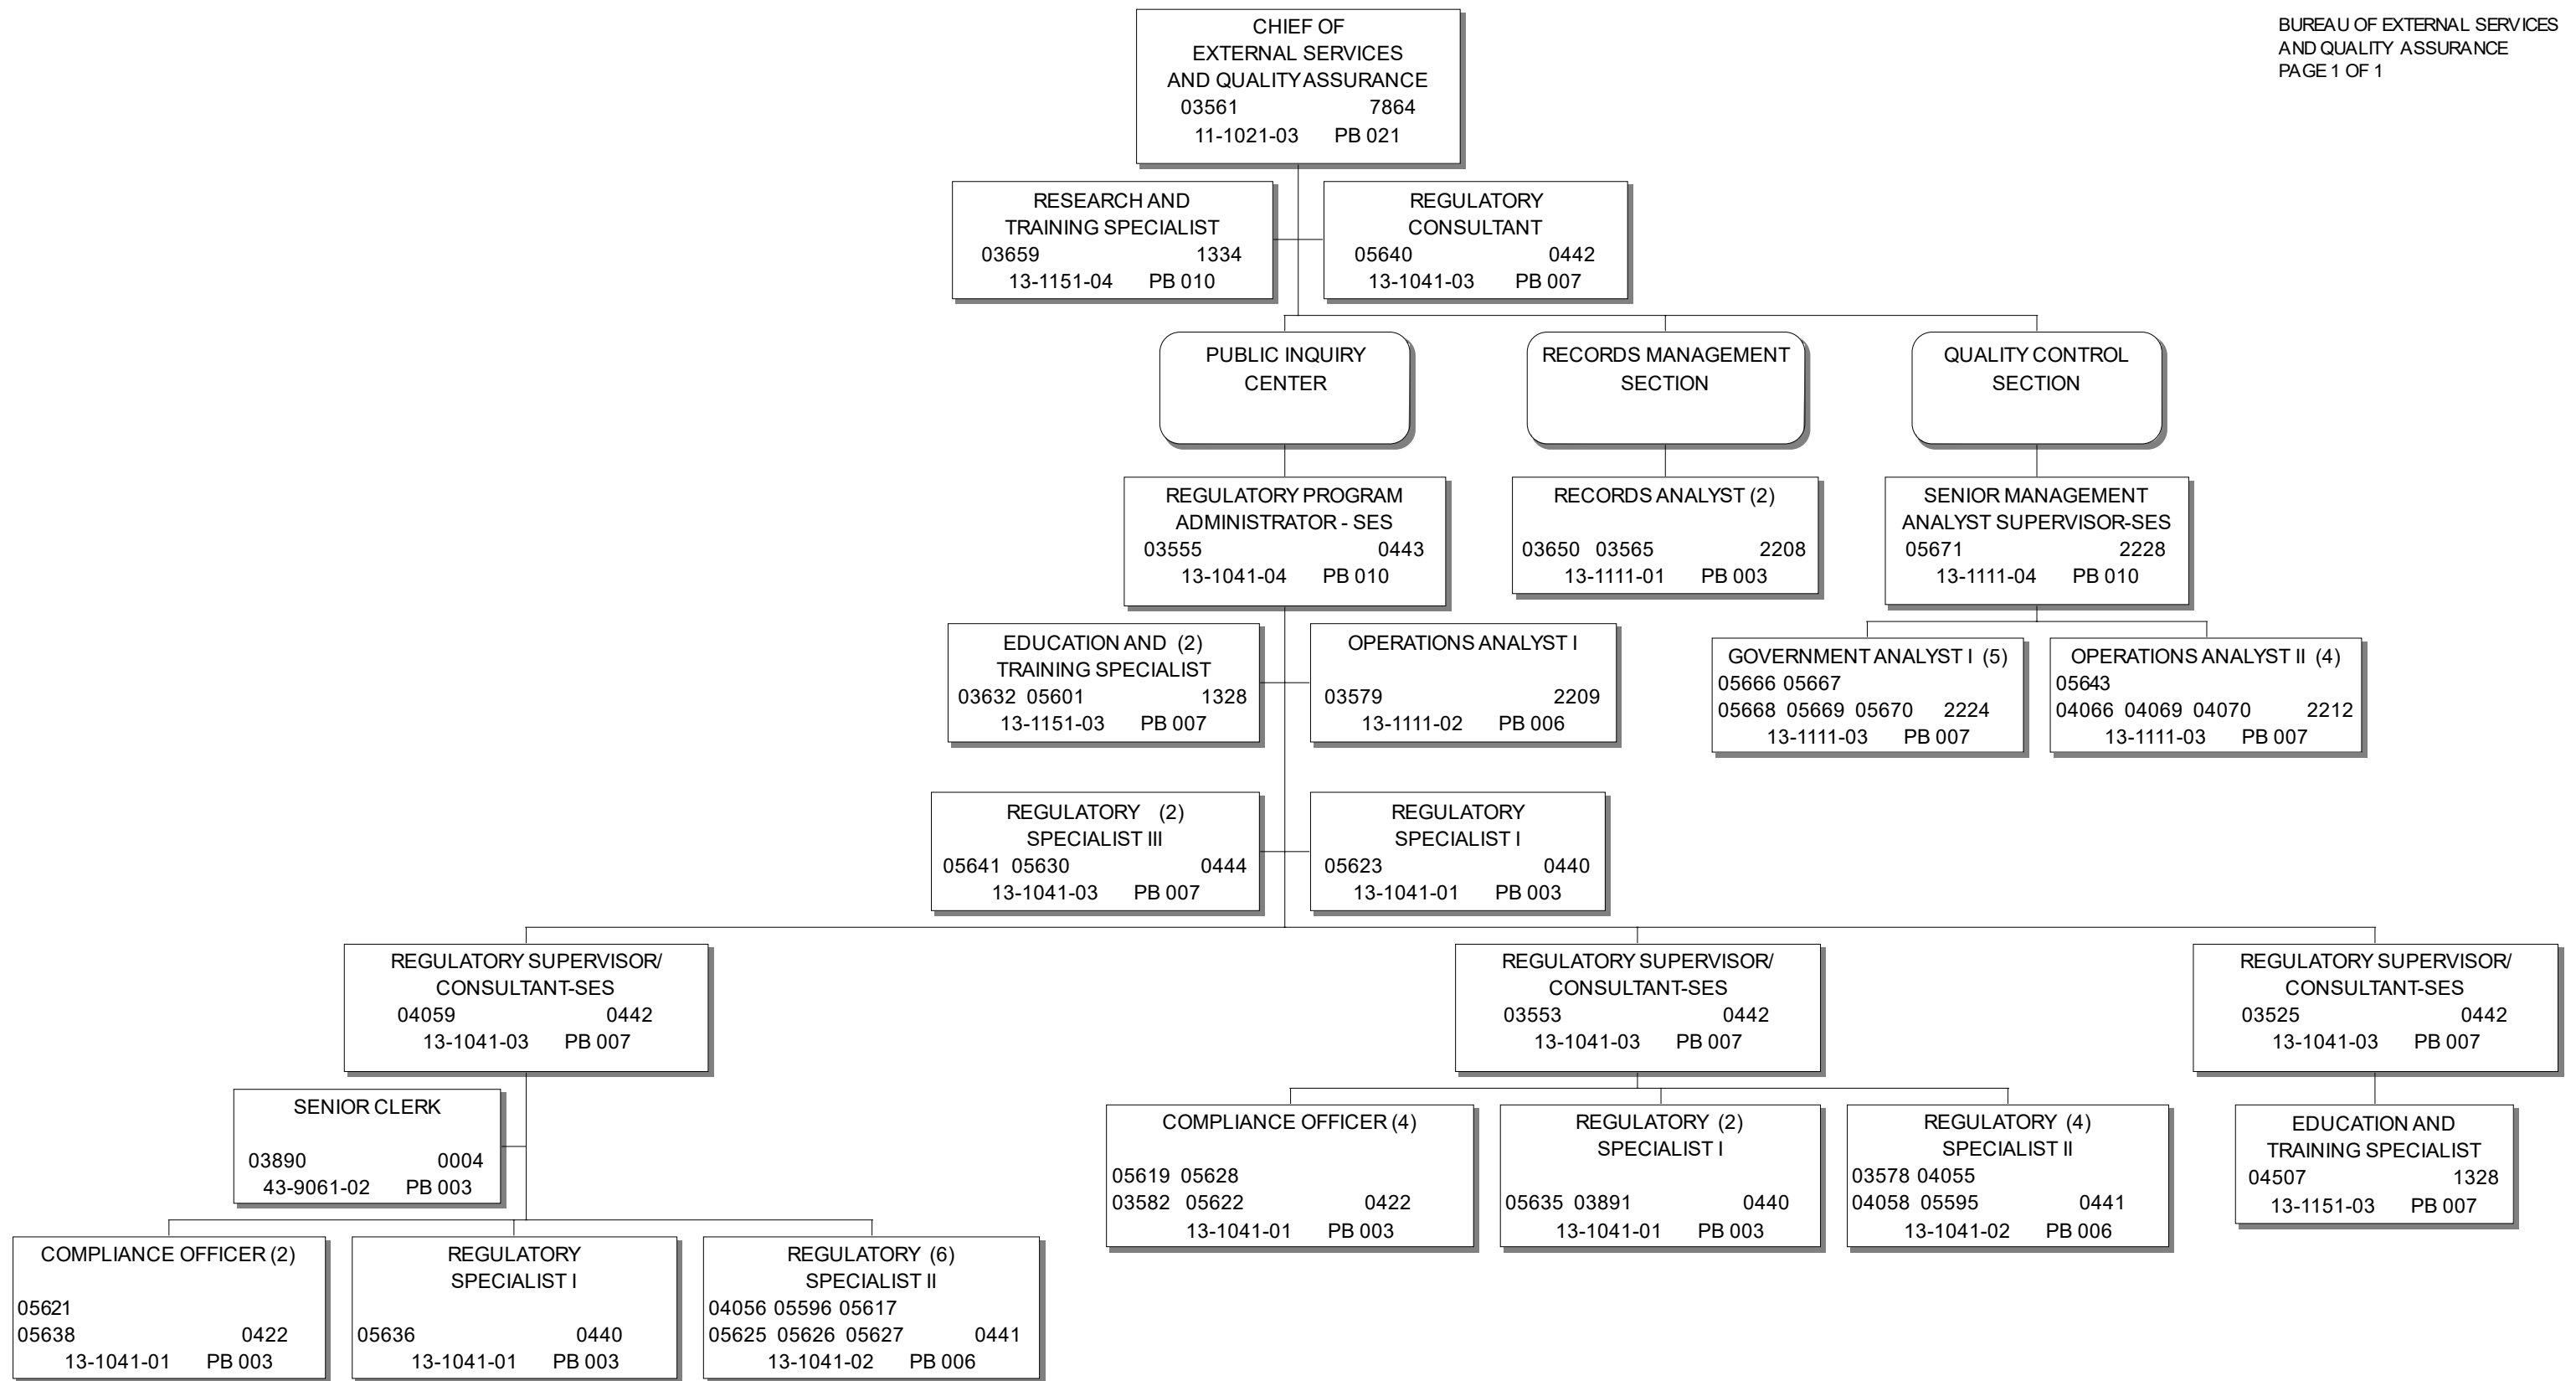 BUREAU OF EXTERNAL SERVICES
AND QUALITY ASSURANCE
PAGE 1 OF 1
CHIEF OF
EXTERNAL SERVICES
AND QUALITY ASSURANCE
03561 7864
11-1021-03 PB 021
RESEARCH AND
TRAINING SPECIALIST
03659 1334
13-1151-04 PB 010
REGULATORY
CONSULTANT
05640 0442
13-1041-03 PB 007
PUBLIC INQUIRY
CENTER
RECORDS MANAGEMENT
SECTION
QUALITY CONTROL
SECTION
REGULATORY PROGRAM
ADMINISTRATOR - SES
03555 0443
13-1041-04 PB 010
RECORDS ANALYST (2)
03650 03565 2208
13-1111-01 PB 003
SENIOR MANAGEMENT
ANALYST SUPERVISOR-SES
05671 2228
13-1111-04 PB 010
EDUCATION AND (2)
TRAINING SPECIALIST
03632 05601 1328
13-1151-03 PB 007
OPERATIONS ANALYST I
03579 2209
13-1111-02 PB 006
GOVERNMENT ANALYST I (5)
05666 05667
05668 05669 05670 2224
13-1111-03 PB 007
OPERATIONS ANALYST II (4)
05643
04066 04069 04070 2212
13-1111-03 PB 007
REGULATORY (2)
SPECIALIST III
05641 05630 0444
13-1041-03 PB 007
REGULATORY
SPECIALIST I
05623 0440
13-1041-01 PB 003
REGULATORY SUPERVISOR/
CONSULTANT-SES
04059 0442
13-1041-03 PB 007
REGULATORY SUPERVISOR/
CONSULTANT-SES
03553 0442
13-1041-03 PB 007
REGULATORY SUPERVISOR/
CONSULTANT-SES
03525 0442
13-1041-03 PB 007
SENIOR CLERK
03890 0004
43-9061-02 PB 003
COMPLIANCE OFFICER (4)
05619 05628
03582 05622 0422
13-1041-01 PB 003
REGULATORY (2)
SPECIALIST I
05635 03891 0440
13-1041-01 PB 003
REGULATORY (4)
SPECIALIST II
03578 04055
04058 05595 0441
13-1041-02 PB 006
EDUCATION AND
TRAINING SPECIALIST
04507 1328
13-1151-03 PB 007
COMPLIANCE OFFICER (2)
05621
05638 0422
13-1041-01 PB 003
REGULATORY
SPECIALIST I
05636 0440
13-1041-01 PB 003
REGULATORY (6)
SPECIALIST II
04056 05596 05617
05625 05626 05627 0441
13-1041-02 PB 006